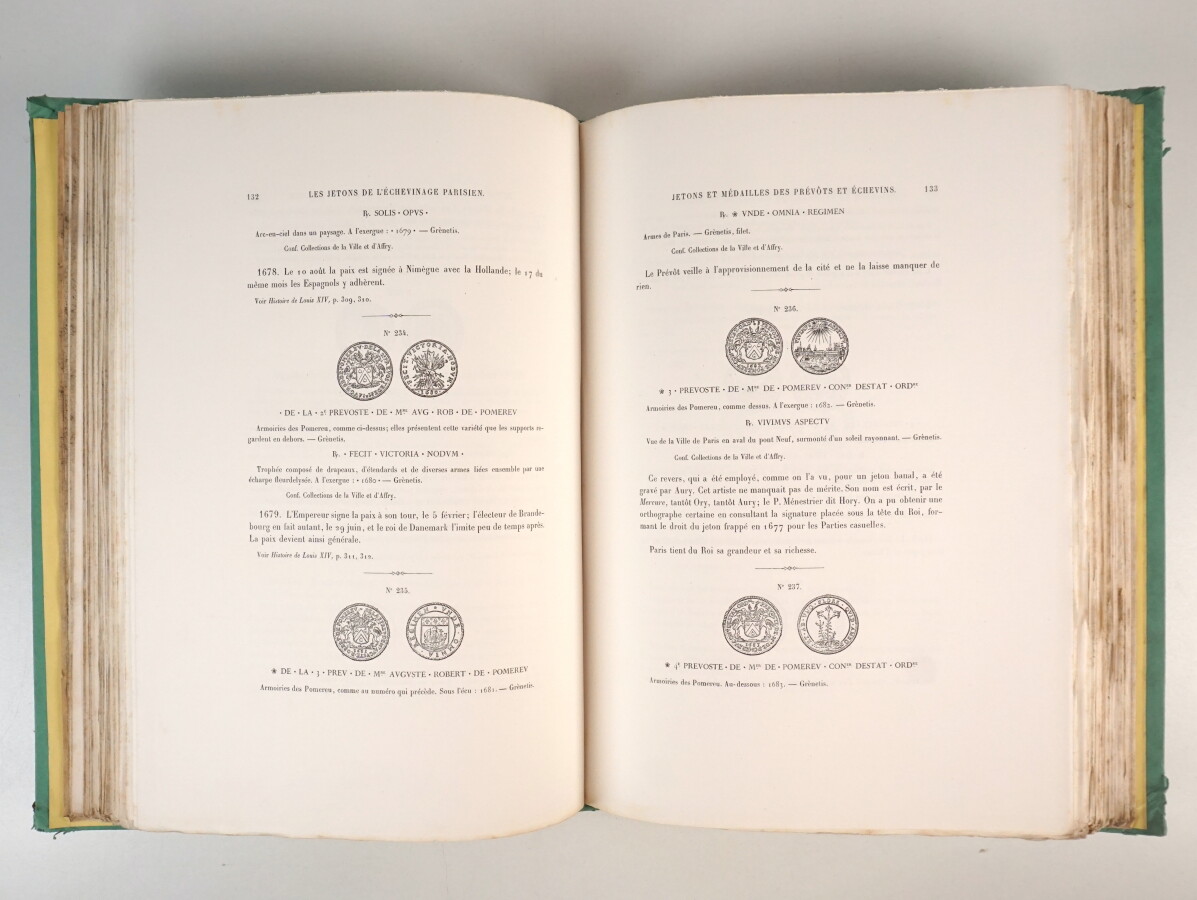 132
LES JETONS DE L'ÉCHEVINAGE PARISIEN.
℞. SOLIS · OPVS ·
Arc-en-ciel dans un paysage. A l'exergue : · 1679 · — Grènetis.
Conf. Collections de la Ville et d'Affry.
1678. Le 10 août la paix est signée à Nimègue avec la Hollande; le 17 du
même mois les Espagnols y adhèrent.
Voir Histoire de Louis XIV, p. 309, 310.
N° 234.
· DE · LA · 2E PREVOSTE · DE · MRE AVG · ROB · DE · POMEREV
Armoiries des Pomereu, comme ci-dessus; elles présentent cette variété que les supports re-
gardent en dehors. — Grènetis.
℞. · FECIT · VICTORIA · NODVM ·
Trophée composé de drapeaux, d'étendards et de diverses armes liées ensemble par une
écharpe fleurdelysée. A l'exergue : · 1680 · — Grènetis.
Conf. Collections de la Ville et d'Affry.
1679. L'Empereur signe la paix à son tour, le 5 février; l'électeur de Brande-
bourg en fait autant, le 29 juin, et le roi de Danemark l'imite peu de temps après.
La paix devient ainsi générale.
Voir Histoire de Louis XIV, p. 311, 312.
N° 235.
✷ DE · LA · 3 · PREV · DE · MRE AVGVSTE · ROBERT · DE · POMEREV
Armoiries des Pomereu, comme au numéro qui précède. Sous l'écu : 1681. — Grènetis.
JETONS ET MÉDAILLES DES PRÉVÔTS ET ÉCHEVINS.
133
℞. ✷ VNDE · OMNIA · REGIMEN
Armes de Paris. — Grènetis, filet.
Conf. Collections de la Ville et d'Affry.
Le Prévôt veille à l'approvisionnement de la cité et ne la laisse manquer de
rien.
N° 236.
✷ 3 · PREVOSTE · DE · MRE DE · POMEREV · CONER DESTAT · ORDRE
Armoiries des Pomereu, comme dessus. A l'exergue : 1682. — Grènetis.
℞. VIVIMVS ASPECTV
Vue de la Ville de Paris en aval du pont Neuf, surmonté d'un soleil rayonnant. — Grènetis.
Conf. Collections de la Ville et d'Affry.
Ce revers, qui a été employé, comme on l'a vu, pour un jeton banal, a été
gravé par Aury. Cet artiste ne manquait pas de mérite. Son nom est écrit, par le
Mercure, tantôt Ory, tantôt Aury; le P. Ménestrier dit Hory. On a pu obtenir une
orthographe certaine en consultant la signature placée sous la tête du Roi, for-
mant le droit du jeton frappé en 1677 pour les Parties casuelles.
Paris tient du Roi sa grandeur et sa richesse.
N° 237.
✷ 4E PREVOSTE · DE · MRE DE · POMEREV · CONER DESTAT · ORDRE
Armoiries des Pomereu. Au-dessous : 1683. — Grènetis.